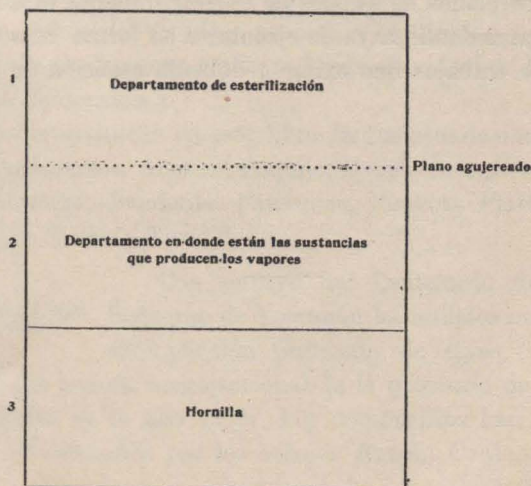 1
Departamento de esterilización
Plano agujereado
2
Departamento en donde están las sustancias
que producen los vapores
3
Hornilla